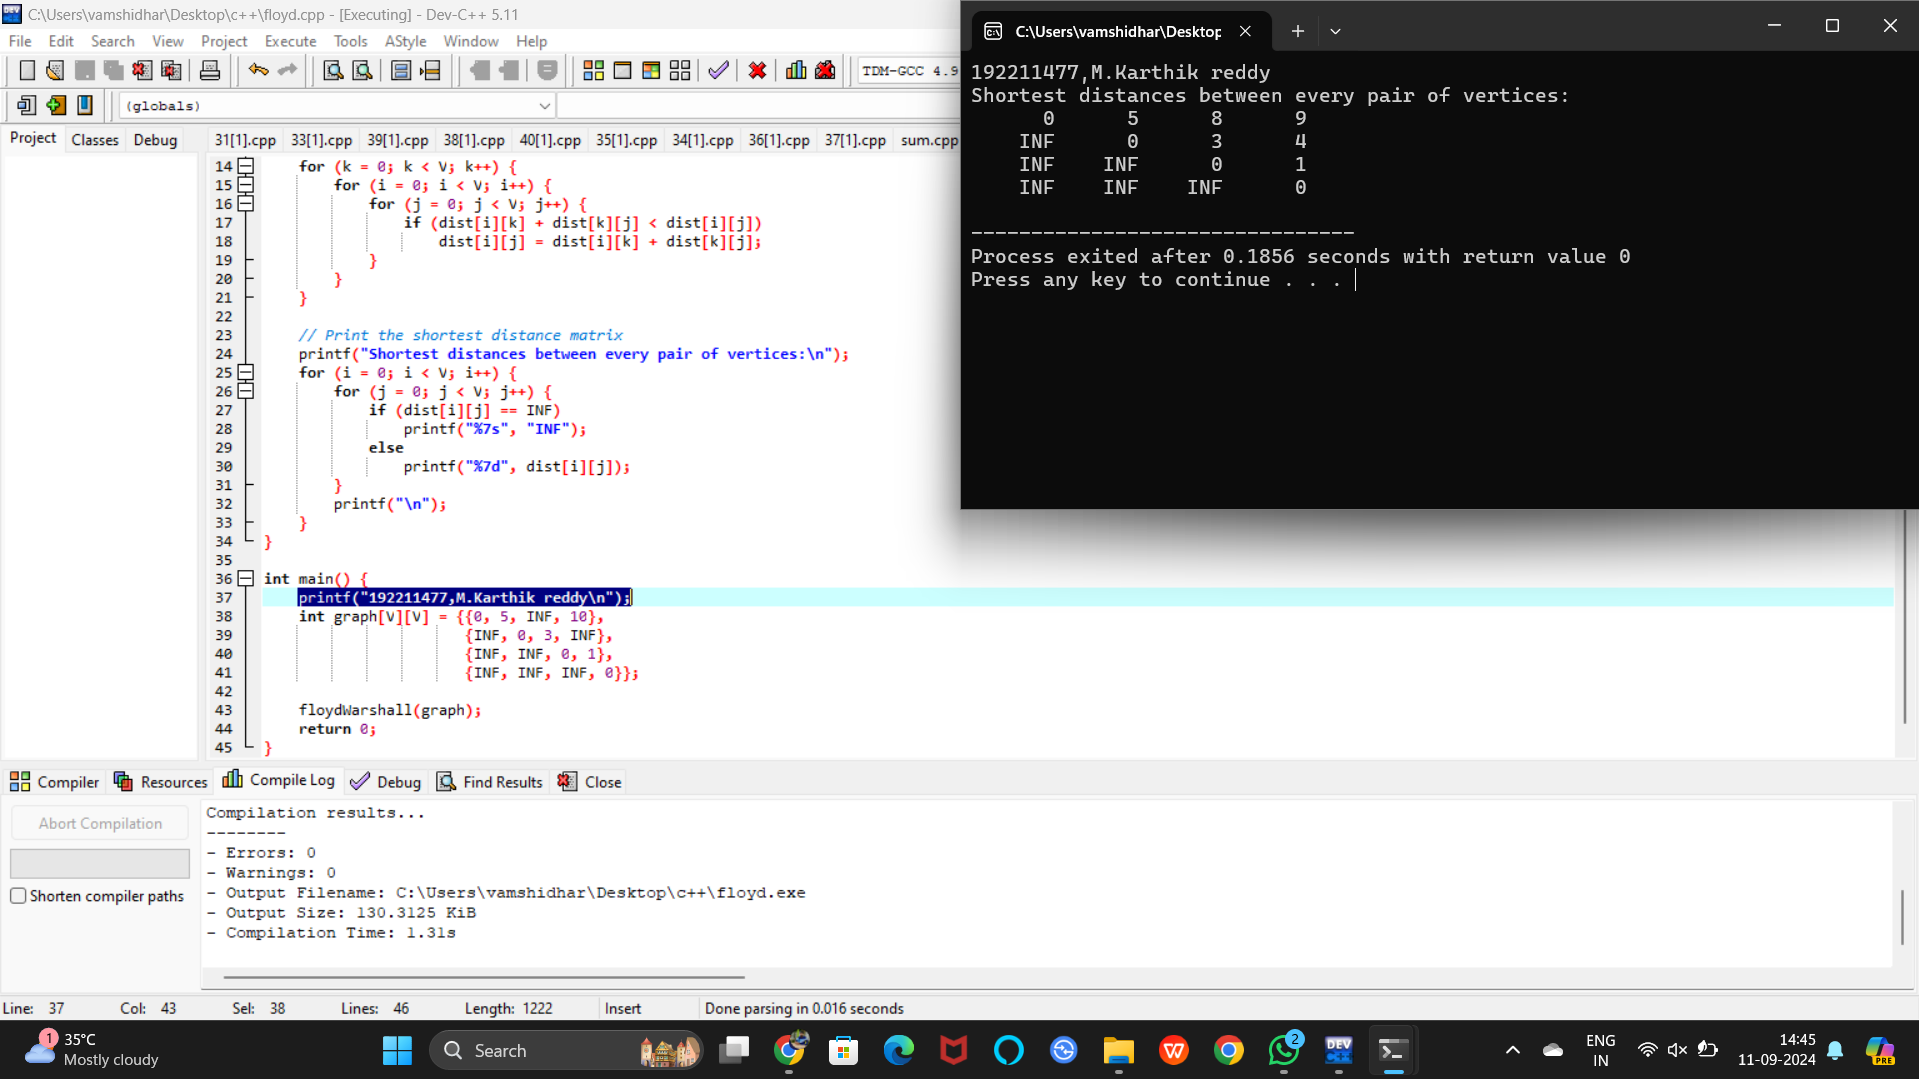 C:\Users\vamshidhar\Desktop\c++\floyd.cpp - [Executing] - Dev-C++ 5.11
File Edit Search View Project Execute Tools AStyle Window Help
TDM-GCC 4.9
(globals)
Project Classes Debug
31[1].cpp 33[1].cpp 39[1].cpp 38[1].cpp 40[1].cpp 35[1].cpp 34[1].cpp 36[1].cpp 37[1].cpp sum.cpp
14 for (k = 0; k < V; k++) {
15 for (i = 0; i < V; i++) {
16 for (j = 0; j < V; j++) {
17 if (dist[i][k] + dist[k][j] < dist[i][j])
18 dist[i][j] = dist[i][k] + dist[k][j];
19 }
20 }
21 }
22
23 // Print the shortest distance matrix
24 printf("Shortest distances between every pair of vertices:\n");
25 for (i = 0; i < V; i++) {
26 for (j = 0; j < V; j++) {
27 if (dist[i][j] == INF)
28 printf("%7s", "INF");
29 else
30 printf("%7d", dist[i][j]);
31 }
32 printf("\n");
33 }
34 }
35
36 int main() {
37 printf("192211477,M.Karthik reddy\n");
38 int graph[V][V] = {{0, 5, INF, 10},
39 {INF, 0, 3, INF},
40 {INF, INF, 0, 1},
41 {INF, INF, INF, 0}};
42
43 floydWarshall(graph);
44 return 0;
45 }
C:\Users\vamshidhar\Desktop
192211477,M.Karthik reddy
Shortest distances between every pair of vertices:
0 5 8 9
INF 0 3 4
INF INF 0 1
INF INF INF 0
--------------------------------
Process exited after 0.1856 seconds with return value 0
Press any key to continue . . .
Compiler Resources Compile Log Debug Find Results Close
Abort Compilation
Shorten compiler paths
Compilation results...
--------
- Errors: 0
- Warnings: 0
- Output Filename: C:\Users\vamshidhar\Desktop\c++\floyd.exe
- Output Size: 130.3125 KiB
- Compilation Time: 1.31s
Line: 37 Col: 43 Sel: 38 Lines: 46 Length: 1222 Insert Done parsing in 0.016 seconds
1
35°C
Mostly cloudy
Search
2
DEV
ENG
IN
14:45
11-09-2024
PRE